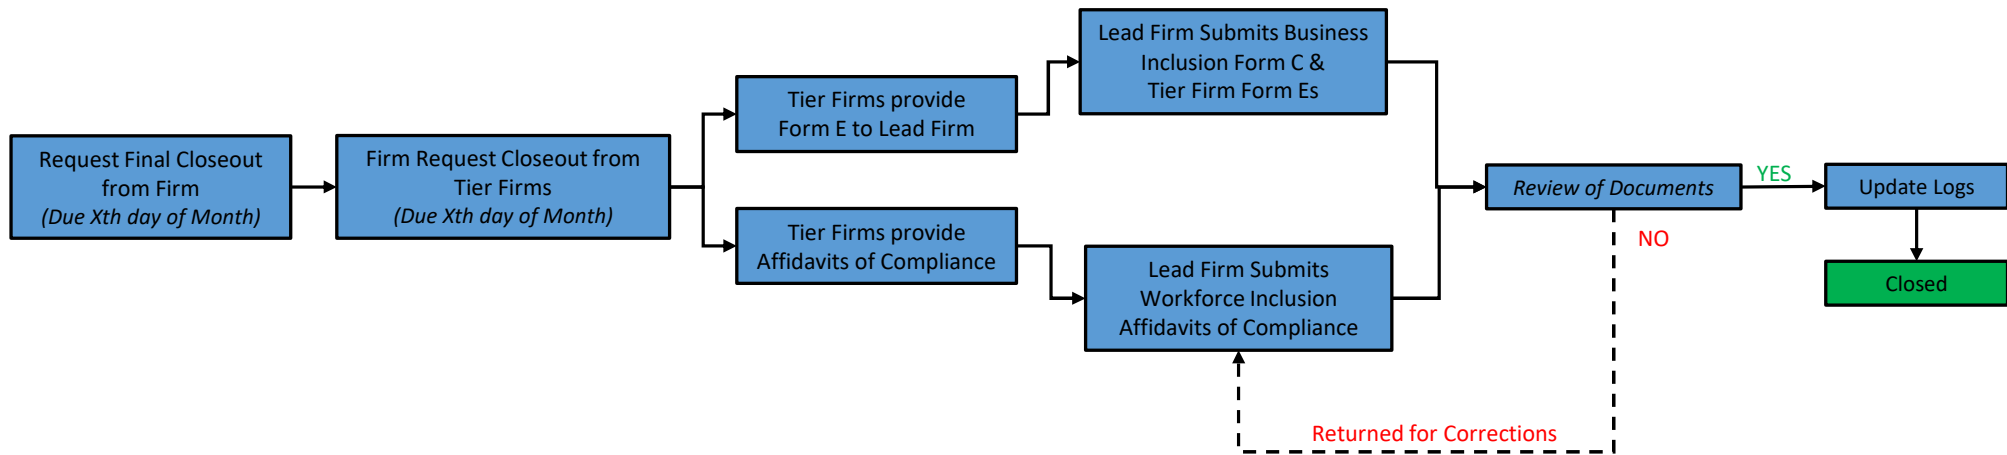 Request Final Closeout
from Firm
(Due Xth day of Month)
Firm Request Closeout from
Tier Firms
(Due Xth day of Month)
Tier Firms provide
Form E to Lead Firm
Tier Firms provide
Affidavits of Compliance
Lead Firm Submits Business
Inclusion Form C &
Tier Firm Form Es
Lead Firm Submits
Workforce Inclusion
Affidavits of Compliance
Review of Documents
YES
NO
Returned for Corrections
Update Logs
Closed